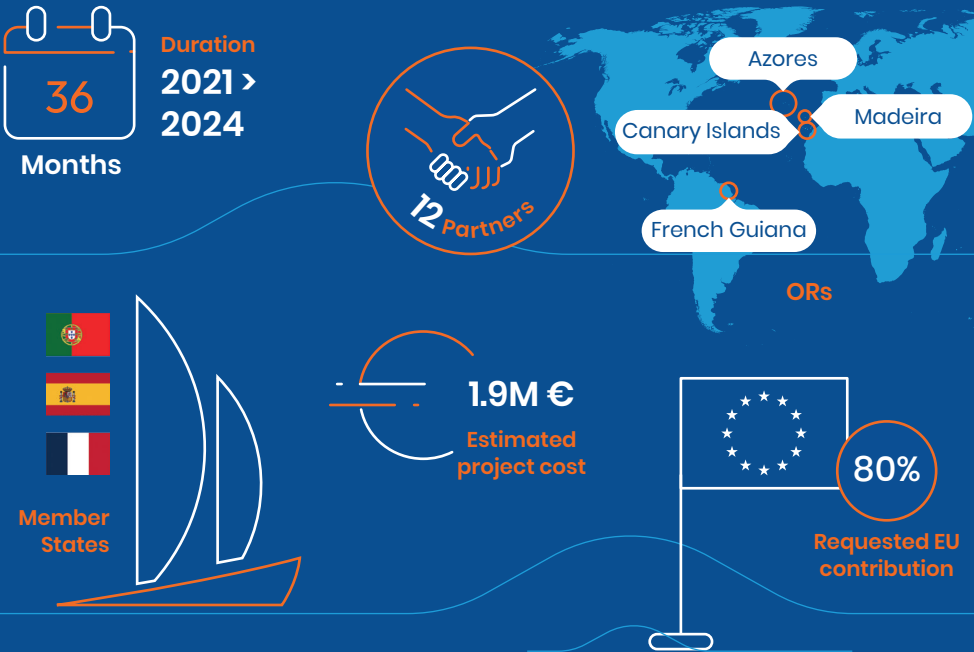 36
Months
Duration
2021 >
2024
12 Partners
Azores
Madeira
Canary Islands
French Guiana
ORs
Member
States
1.9M €
Estimated
project cost
80%
Requested EU
contribution